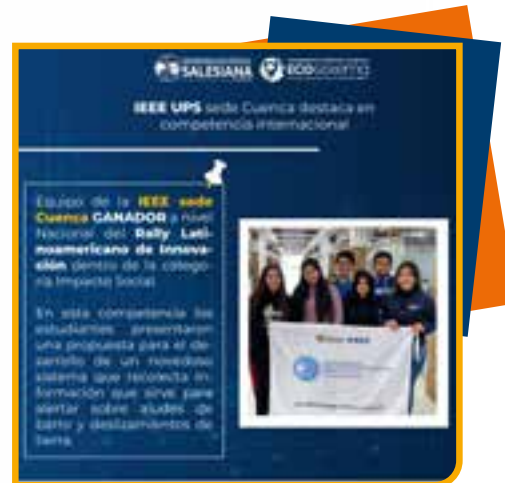 SALESIANA ECO
IEEE UPS sede Cuenca destaca en
competencia internacional
Equipo de la IEEE sede
Cuenca GANADOR a nivel
Nacional del Rally Lati-
noamericano de Innova-
ción dentro de la catego-
ría Impacto Social
En esta competencia los
estudiantes presentaron
una propuesta para el de-
sarrollo de un novedoso
sistema que recolecta in-
formación que sirve para
alertar sobre aludes de
barro y deslizamientos de
tierra